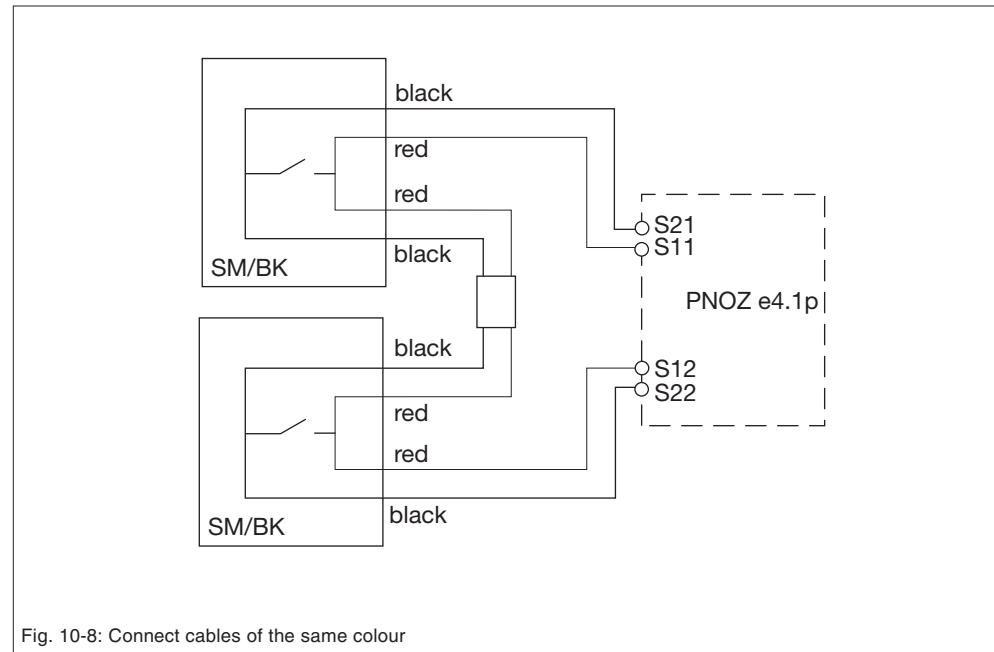 black
red
red
black
SM/BK
S21
S11
PNOZ e4.1p
black
S12
S22
red
red
black
SM/BK
Fig. 10-8: Connect cables of the same colour